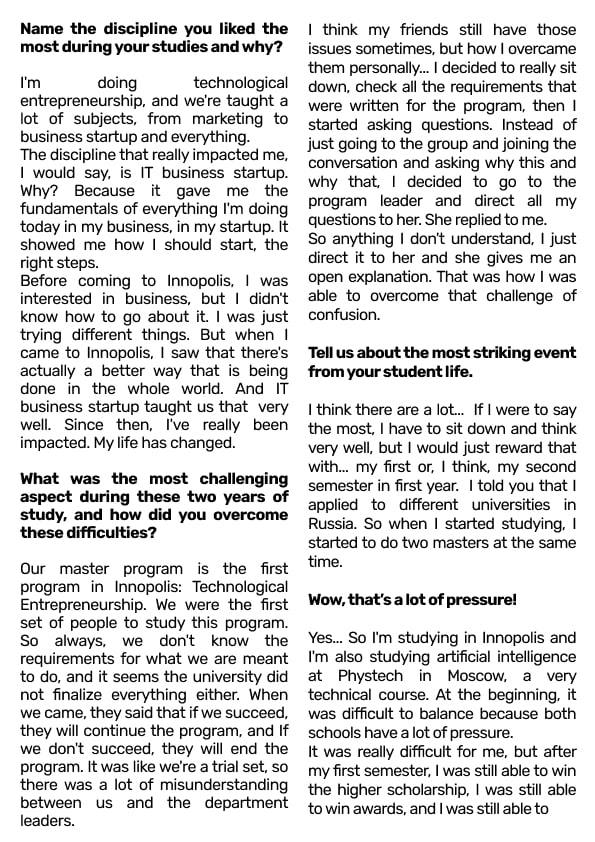 Name the discipline you liked the
most during your studies and why?
I'm doing technological
entrepreneurship, and we're taught a
lot of subjects, from marketing to
business startup and everything.
The discipline that really impacted me,
I would say, is IT business startup.
Why? Because it gave me the
fundamentals of everything I'm doing
today in my business, in my startup. It
showed me how I should start, the
right steps.
Before coming to Innopolis, I was
interested in business, but I didn't
know how to go about it. I was just
trying different things. But when I
came to Innopolis, I saw that there's
actually a better way that is being
done in the whole world. And IT
business startup taught us that very
well. Since then, I've really been
impacted. My life has changed.
What was the most challenging
aspect during these two years of
study, and how did you overcome
these difficulties?
Our master program is the first
program in Innopolis: Technological
Entrepreneurship. We were the first
set of people to study this program.
So always, we don't know the
requirements for what we are meant
to do, and it seems the university did
not finalize everything either. When
we came, they said that if we succeed,
they will continue the program, and If
we don't succeed, they will end the
program. It was like we're a trial set, so
there was a lot of misunderstanding
between us and the department
leaders.
I think my friends still have those
issues sometimes, but how I overcame
them personally... I decided to really sit
down, check all the requirements that
were written for the program, then I
started asking questions. Instead of
just going to the group and joining the
conversation and asking why this and
why that, I decided to go to the
program leader and direct all my
questions to her. She replied to me.
So anything I don't understand, I just
direct it to her and she gives me an
open explanation. That was how I was
able to overcome that challenge of
confusion.
Tell us about the most striking event
from your student life.
I think there are a lot... If I were to say
the most, I have to sit down and think
very well, but I would just reward that
with... my first or, I think, my second
semester in first year. I told you that I
applied to different universities in
Russia. So when I started studying, I
started to do two masters at the same
time.
Wow, that's a lot of pressure!
Yes... So I'm studying in Innopolis and
I'm also studying artificial intelligence
at Phystech in Moscow, a very
technical course. At the beginning, it
was difficult to balance because both
schools have a lot of pressure.
It was really difficult for me, but after
my first semester, I was still able to win
the higher scholarship, I was still able
to win awards, and I was still able to